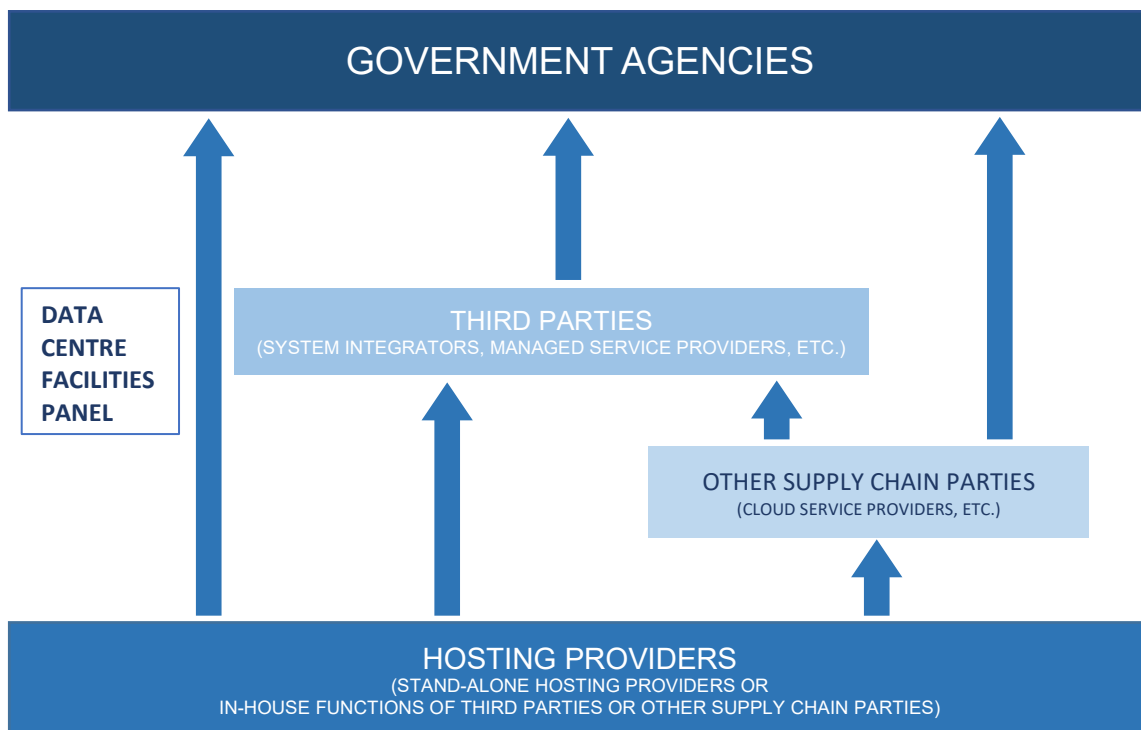 GOVERNMENT AGENCIES
DATA
CENTRE
FACILITIES
PANEL
THIRD PARTIES
(SYSTEM INTEGRATORS, MANAGED SERVICE PROVIDERS, ETC.)
OTHER SUPPLY CHAIN PARTIES
(CLOUD SERVICE PROVIDERS, ETC.)
HOSTING PROVIDERS
(STAND-ALONE HOSTING PROVIDERS OR
IN-HOUSE FUNCTIONS OF THIRD PARTIES OR OTHER SUPPLY CHAIN PARTIES)